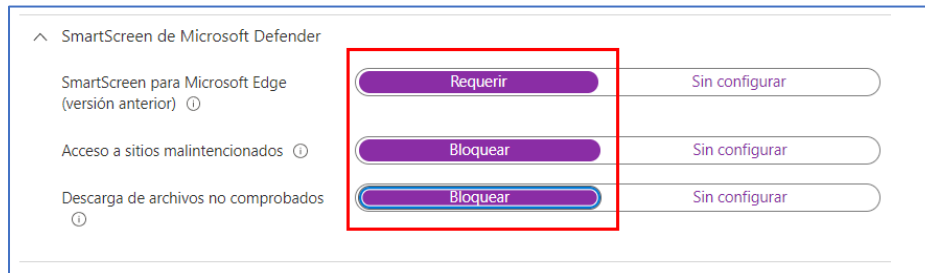 SmartScreen de Microsoft Defender
SmartScreen para Microsoft Edge
(versión anterior)
Requerir
Sin configurar
Acceso a sitios malintencionados
Bloquear
Sin configurar
Descarga de archivos no comprobados
Bloquear
Sin configurar